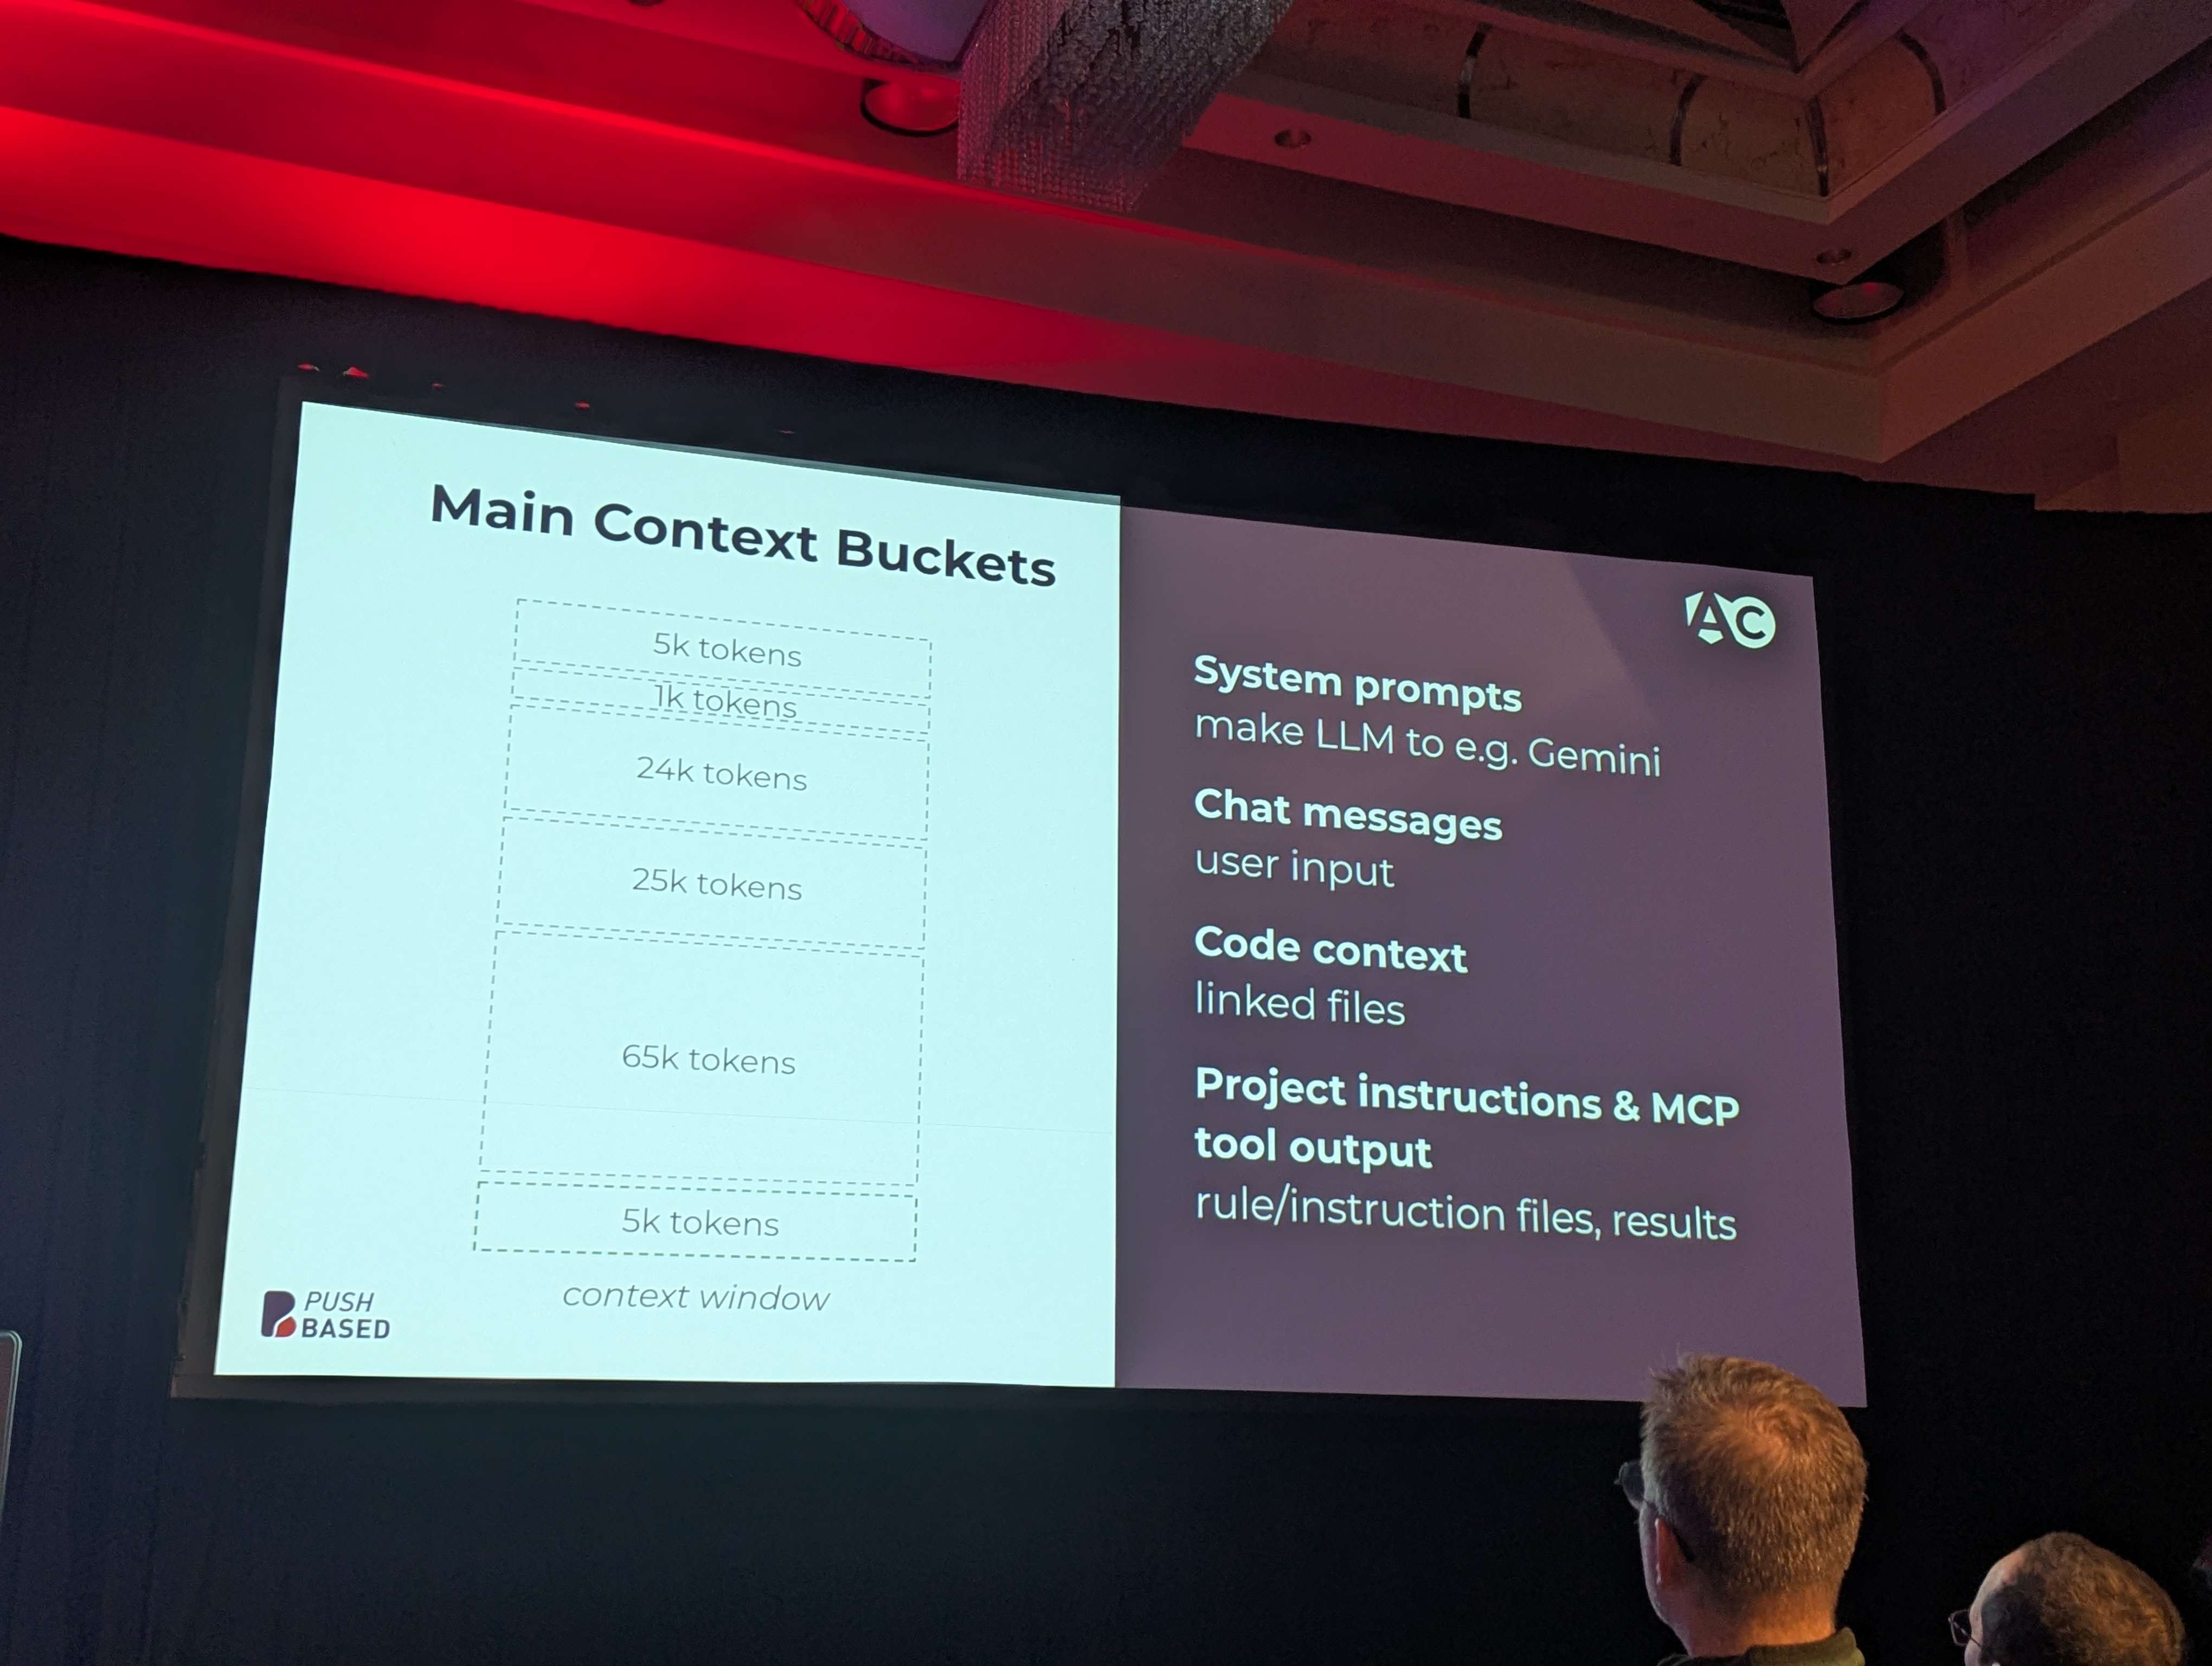 Main Context Buckets
5k tokens
1k tokens
24k tokens
25k tokens
65k tokens
5k tokens
context window
PUSH
BASED
AC
System prompts
make LLM to e.g. Gemini
Chat messages
user input
Code context
linked files
Project instructions & MCP
tool output
rule/instruction files, results